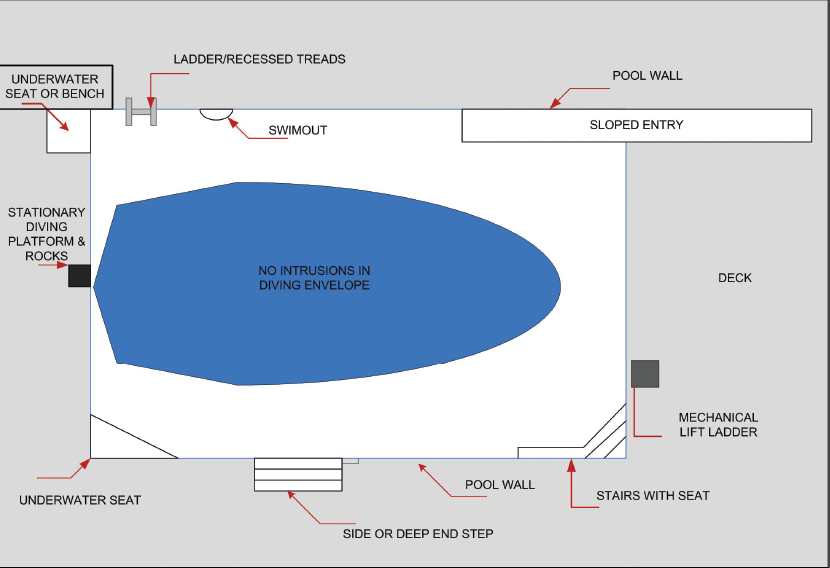 LADDER/RECESSED TREADS
UNDERWATER
SEAT OR BENCH
POOL WALL
SWIMOUT
SLOPED ENTRY
STATIONARY
DIVING
PLATFORM &
ROCKS
NO INTRUSIONS IN
DIVING ENVELOPE
DECK
MECHANICAL
LIFT LADDER
UNDERWATER SEAT
POOL WALL
STAIRS WITH SEAT
SIDE OR DEEP END STEP